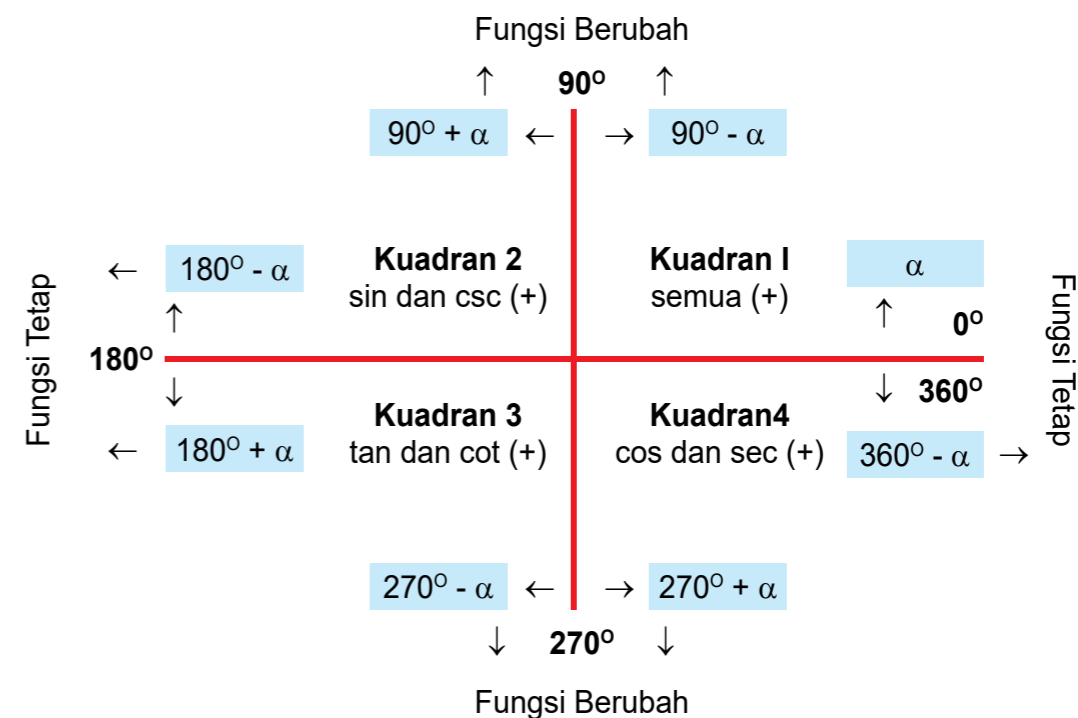 Fungsi Berubah
90°
90° + α ← → 90° - α
Kuadran 2
sin dan csc (+)
Kuadran I
semua (+)
← 180° - α
α
0°
Fungsi Tetap
180°
360°
Fungsi Tetap
Kuadran 3
tan dan cot (+)
Kuadran4
cos dan sec (+)
← 180° + α
360° - α →
270° - α ← → 270° + α
270°
Fungsi Berubah